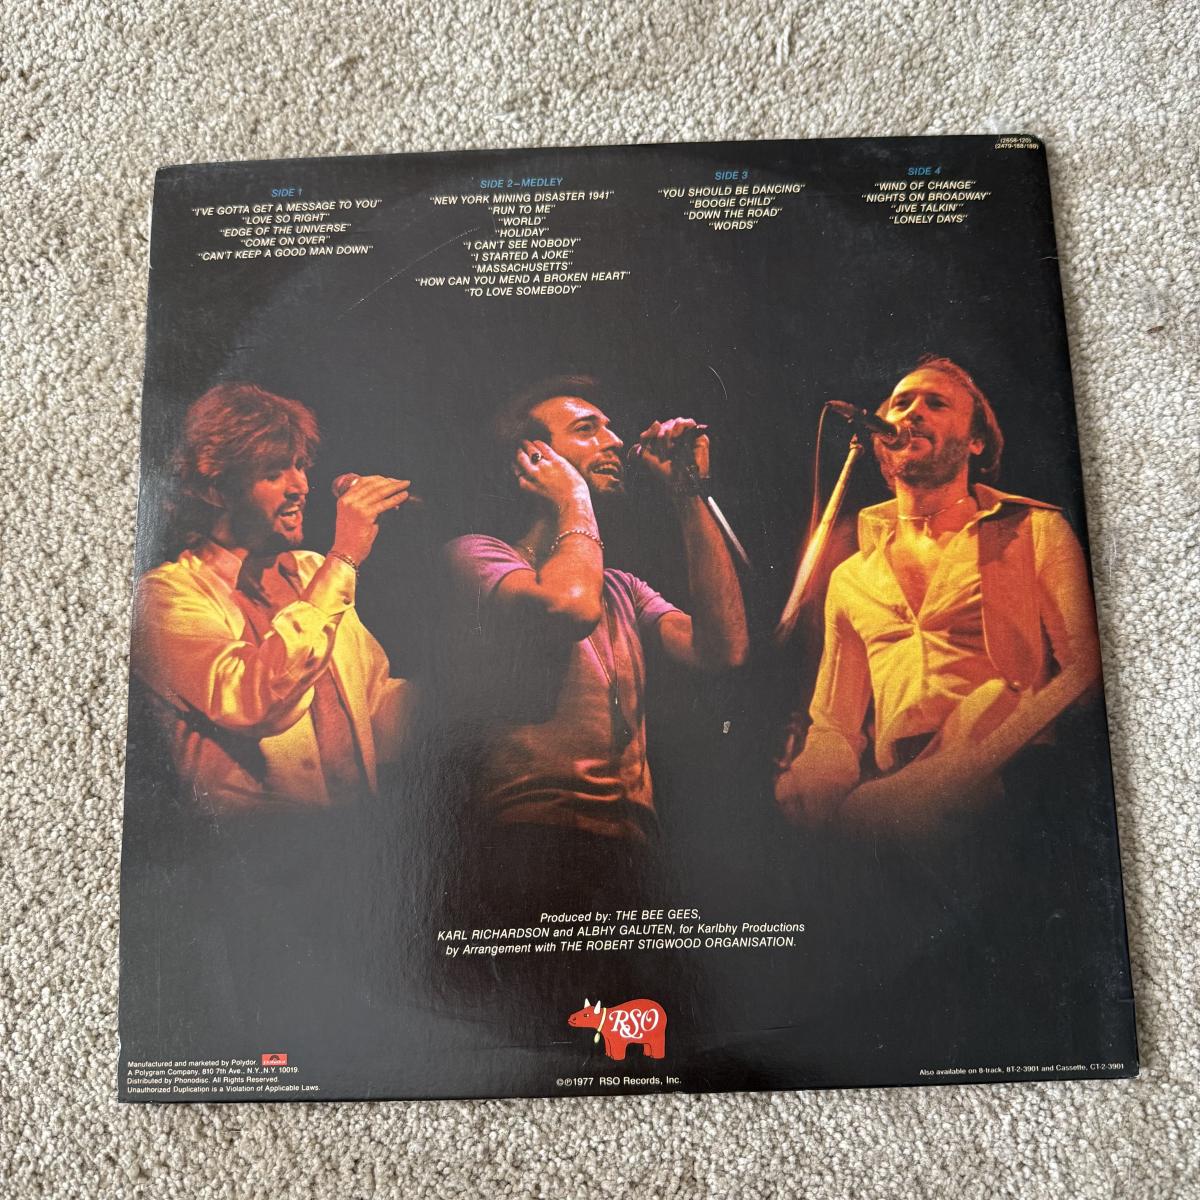 (2658-120)
(2479-188/189)
SIDE 1
"I'VE GOTTA GET A MESSAGE TO YOU"
"LOVE SO RIGHT"
"EDGE OF THE UNIVERSE"
"COME ON OVER"
"CAN'T KEEP A GOOD MAN DOWN"
SIDE 2–MEDLEY
"NEW YORK MINING DISASTER 1941"
"RUN TO ME"
"WORLD"
"HOLIDAY"
"I CAN'T SEE NOBODY"
"I STARTED A JOKE"
"MASSACHUSETTS"
"HOW CAN YOU MEND A BROKEN HEART"
"TO LOVE SOMEBODY"
SIDE 3
"YOU SHOULD BE DANCING"
"BOOGIE CHILD"
"DOWN THE ROAD"
"WORDS"
SIDE 4
"WIND OF CHANGE"
"NIGHTS ON BROADWAY"
"JIVE TALKIN'"
"LONELY DAYS"
Produced by: THE BEE GEES,
KARL RICHARDSON and ALBHY GALUTEN, for Karlbhy Productions
by Arrangement with THE ROBERT STIGWOOD ORGANISATION.
RSO
Manufactured and marketed by Polydor.
polydor
A Polygram Company, 810 7th Ave., N.Y., N.Y. 10019.
Distributed by Phonodisc. All Rights Reserved.
Unauthorized Duplication is a Violation of Applicable Laws.
©℗1977 RSO Records, Inc.
Also available on 8-track, 8T-2-3901 and Cassette, CT-2-3901